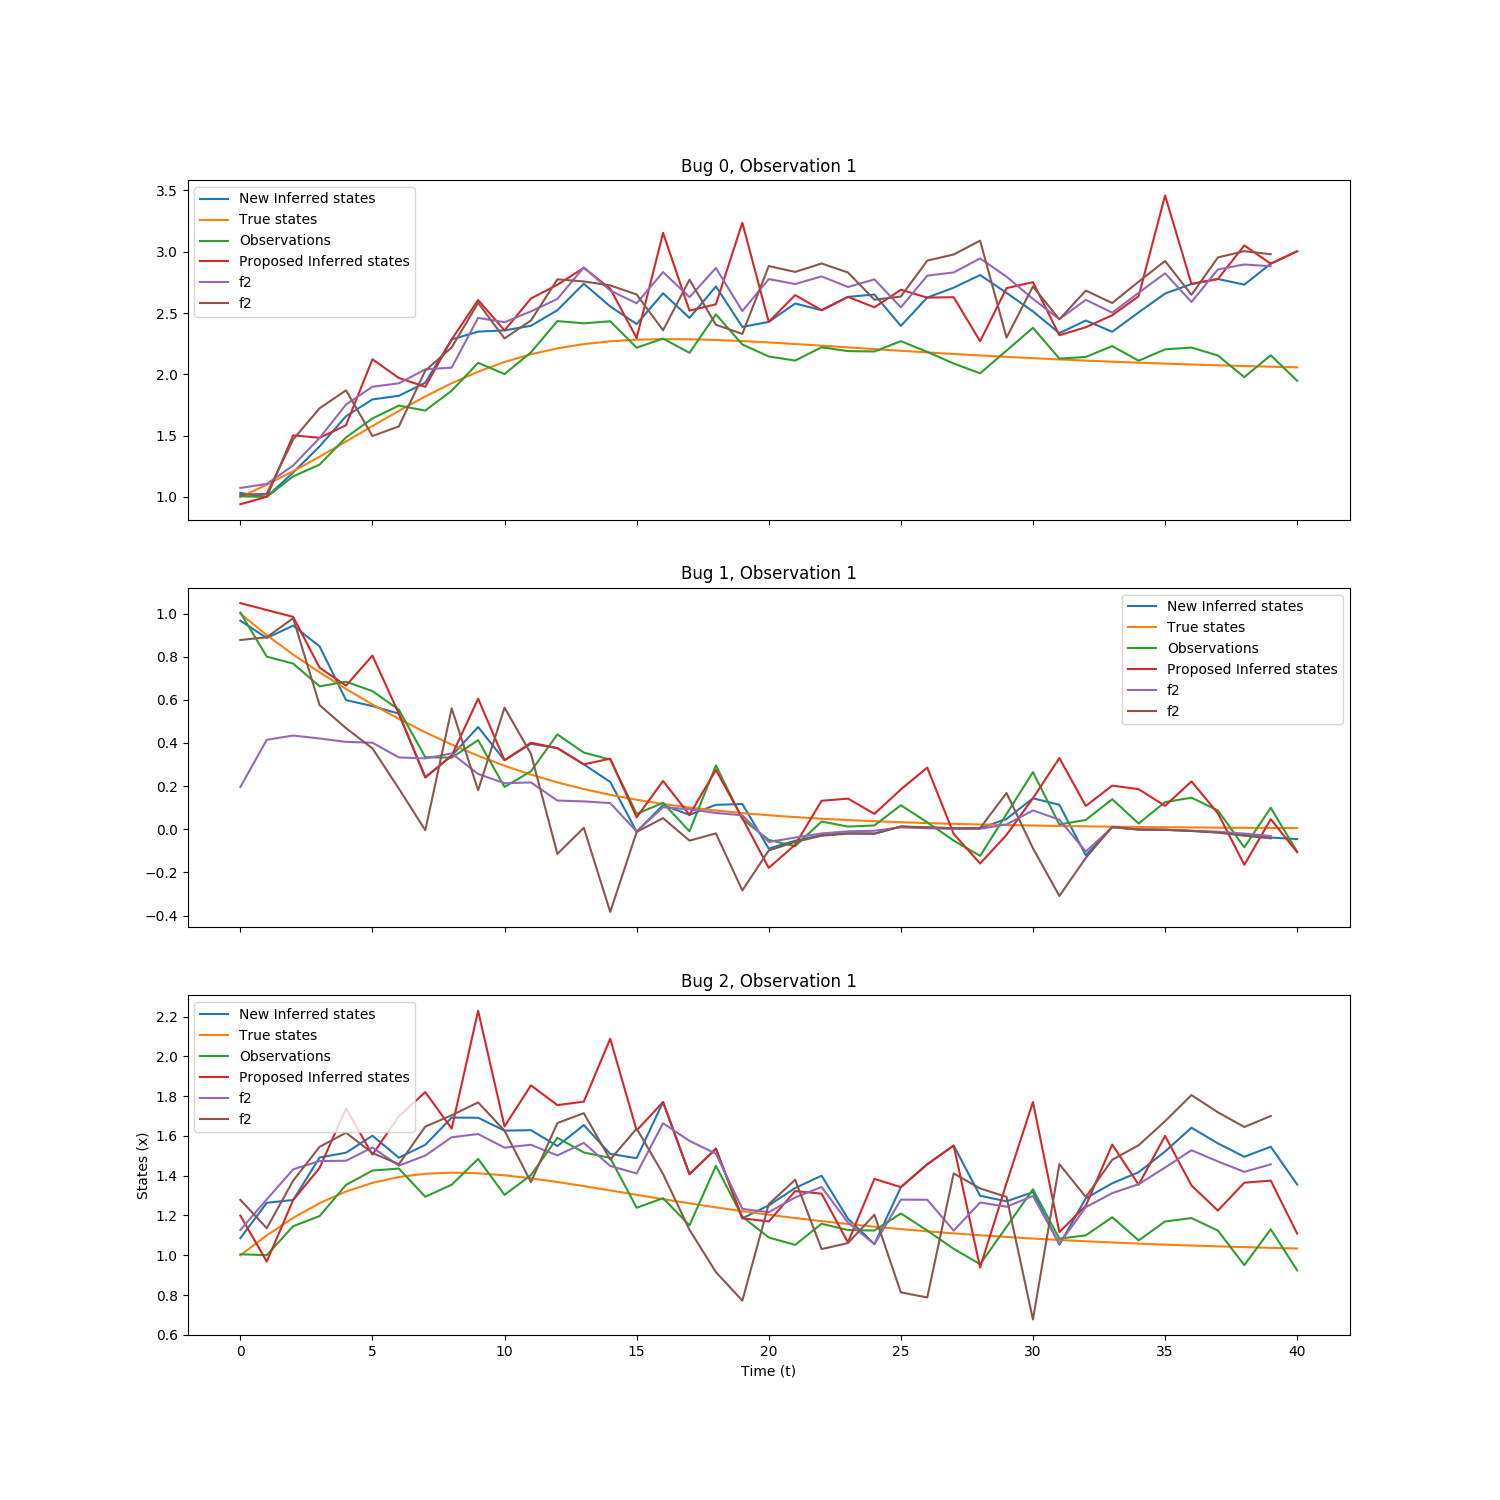 Bug 0, Observation 1
3.5
3.0
2.5
2.0
1.5
1.0
New Inferred states
True states
Observations
Proposed Inferred states
f2
f2
Bug 1, Observation 1
1.0
0.8
0.6
0.4
0.2
0.0
−0.2
−0.4
New Inferred states
True states
Observations
Proposed Inferred states
f2
f2
Bug 2, Observation 1
States (x)
2.2
2.0
1.8
1.6
1.4
1.2
1.0
0.8
0.6
New Inferred states
True states
Observations
Proposed Inferred states
f2
f2
0 5 10 15 20 25 30 35 40
Time (t)